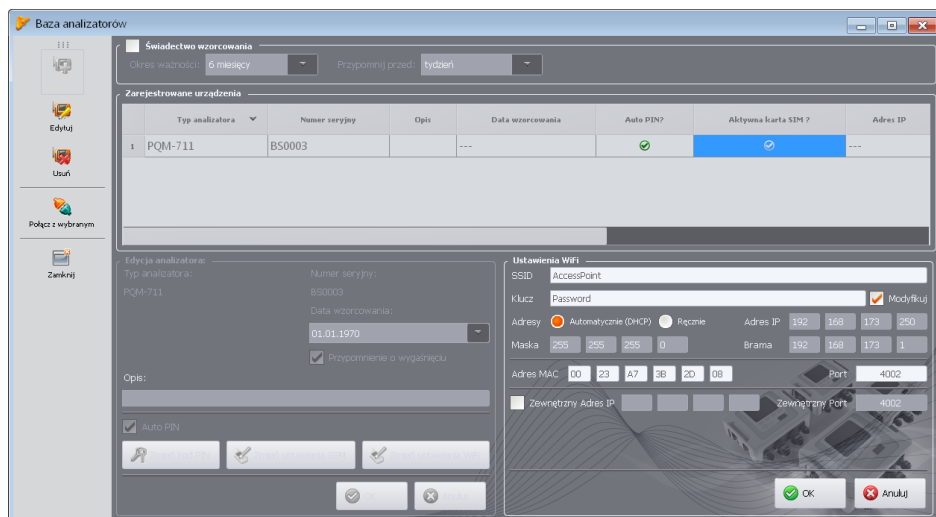 Baza analizatorów
Świadectwo wzorcowania
Okres ważności: 6 miesięcy Przypomnij przed: tydzień
Edytuj
Usuń
Połącz z wybranym
Zamknij
Zarejestrowane urządzenia
Typ analizatora Numer seryjny Opis Data wzorcowania Auto PIN? Aktywna karta SIM ? Adres IP
1 PQM-711 BS0003 --- ---
Edycja analizatora:
Typ analizatora: Numer seryjny:
PQM-711 BS0003
Data wzorcowania:
01.01.1970
Przypomnienie o wygaśnięciu
Opis:
Auto PIN
OK Anuluj
Ustawienia WiFi
SSID AccessPoint
Klucz Password Modyfikuj
Adresy Automatycznie (DHCP) Ręcznie Adres IP 192 168 173 250
Maska 255 255 255 0 Brama 192 168 173 1
Adres MAC 00 23 A7 3B 2D 08 Port 4002
Zewnętrzny Adres IP Zewnętrzny Port 4002
OK Anuluj